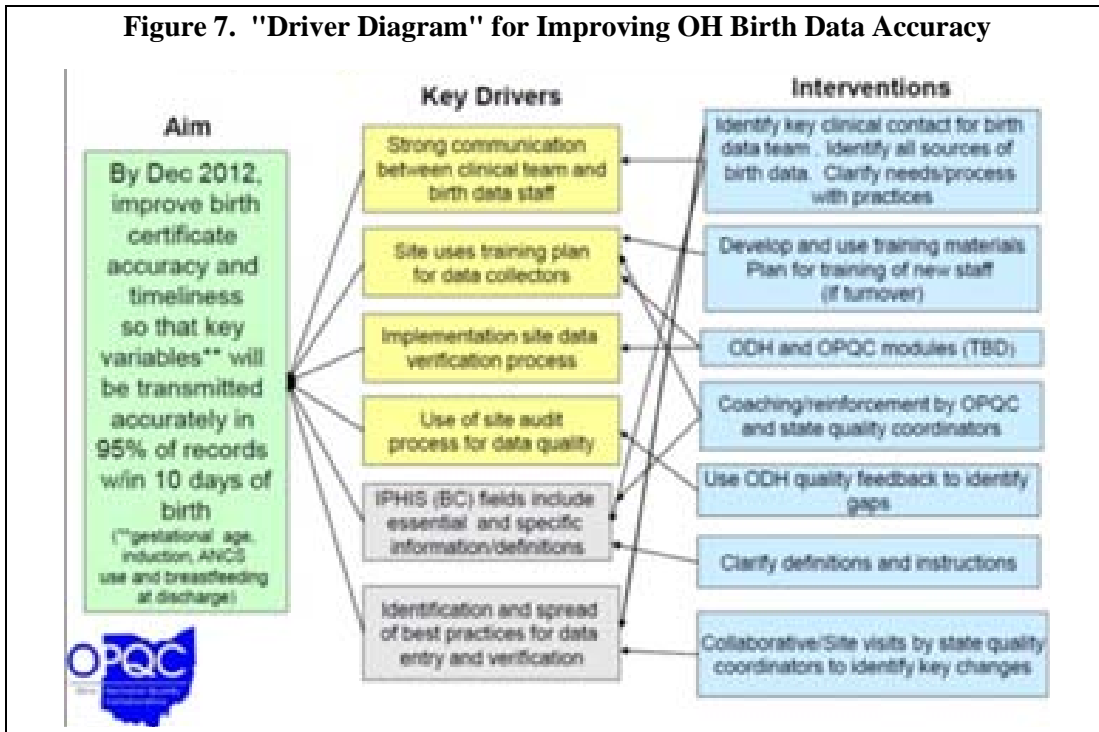 Figure 7. "Driver Diagram" for Improving OH Birth Data Accuracy
Aim
By Dec 2012,
improve birth
certificate
accuracy and
timeliness
so that key
variables** will
be transmitted
accurately in
95% of records
w/in 10 days of
birth
(**gestational age,
induction, ANCS
use and breastfeeding
at discharge)
OPQC
Key Drivers
Strong communication
between clinical team and
birth data staff
Site uses training plan
for data collectors
Implementation site data
verification process
Use of site audit
process for data quality
IPHIS (BC) fields include
essential and specific
information/definitions
Identification and spread
of best practices for data
entry and verification
Interventions
Identify key clinical contact for birth
data team . Identify all sources of
birth data. Clarify needs/process
with practices
Develop and use training materials
Plan for training of new staff
(if turnover)
ODH and OPQC modules (TBD)
Coaching/reinforcement by OPQC
and state quality coordinators
Use ODH quality feedback to identify
gaps
Clarify definitions and instructions
Collaborative/Site visits by state quality
coordinators to identify key changes